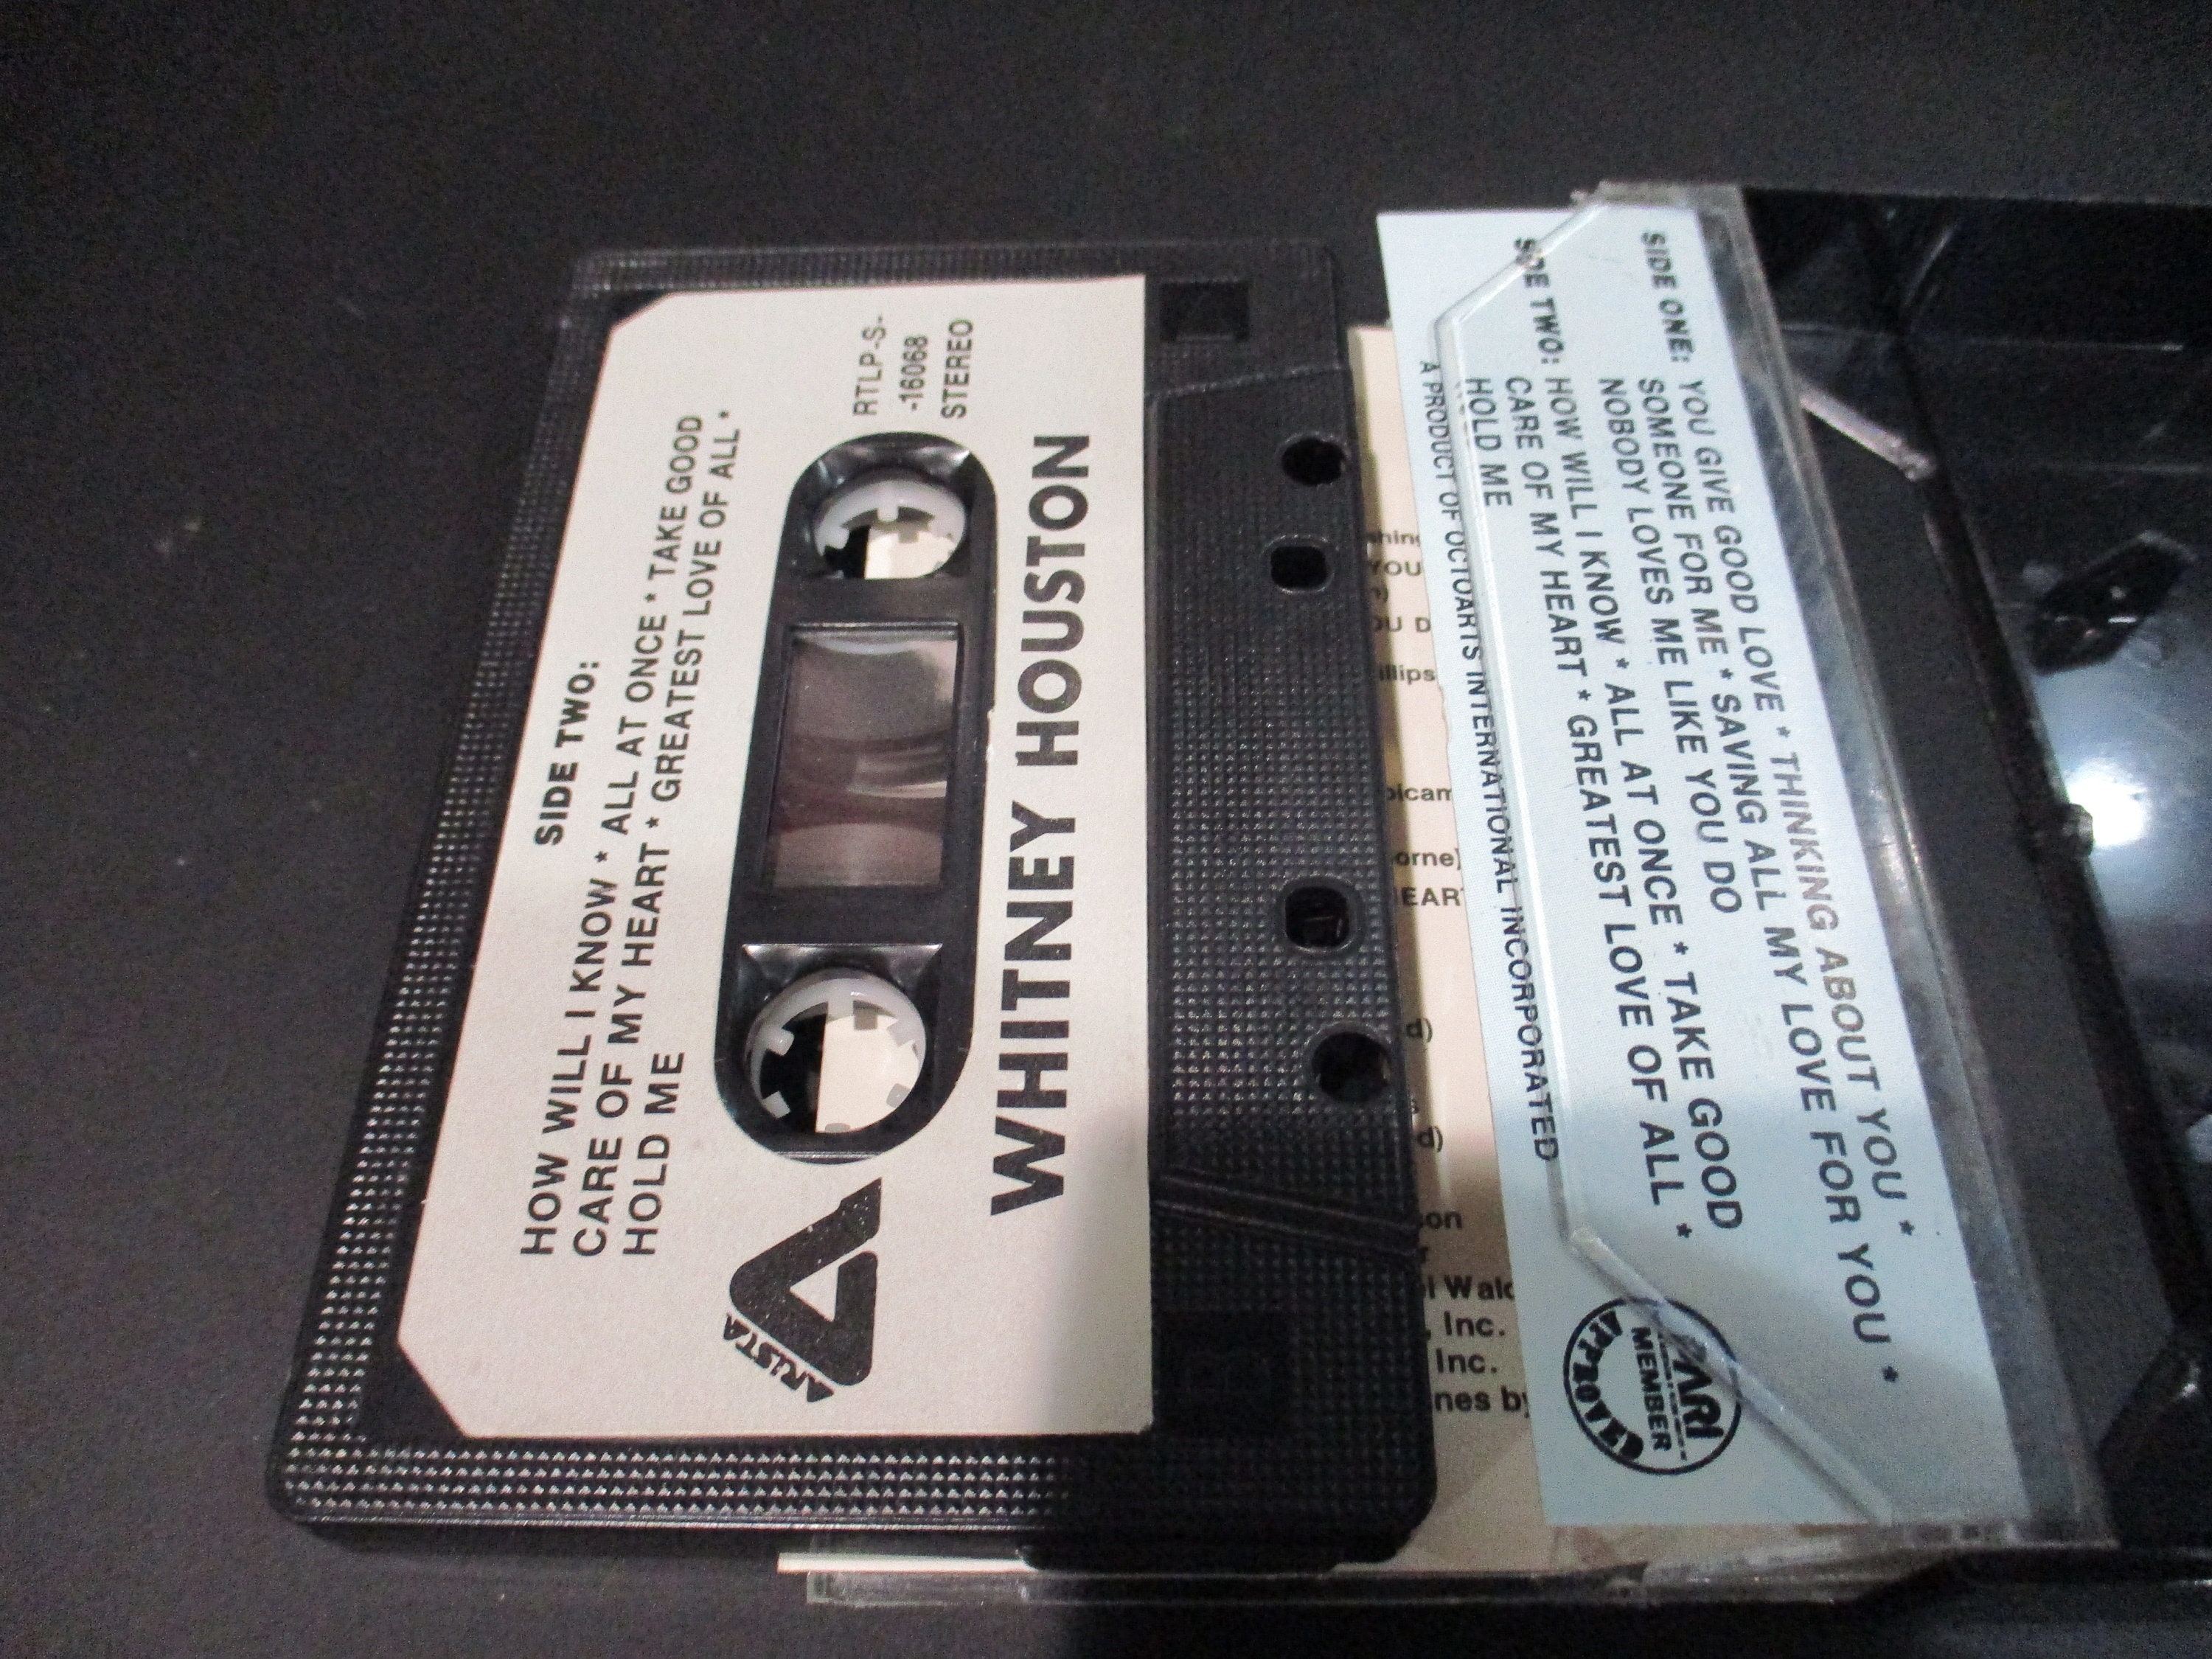 SIDE TWO:
HOW WILL I KNOW * ALL AT ONCE * TAKE GOOD
CARE OF MY HEART * GREATEST LOVE OF ALL *
HOLD ME
RTLP-S-
-16068
STEREO
ARISTA
WHITNEY HOUSTON
SIDE ONE: YOU GIVE GOOD LOVE * THINKING ABOUT YOU *
SOMEONE FOR ME * SAVING ALL MY LOVE FOR YOU *
NOBODY LOVES ME LIKE YOU DO
SIDE TWO: HOW WILL I KNOW * ALL AT ONCE * TAKE GOOD
CARE OF MY HEART * GREATEST LOVE OF ALL *
HOLD ME
A PRODUCT OF OCTOARTS INTERNATIONAL INCORPORATED
MEMBER
APPROVED
YOU
d)
d)
, Inc.
Inc.